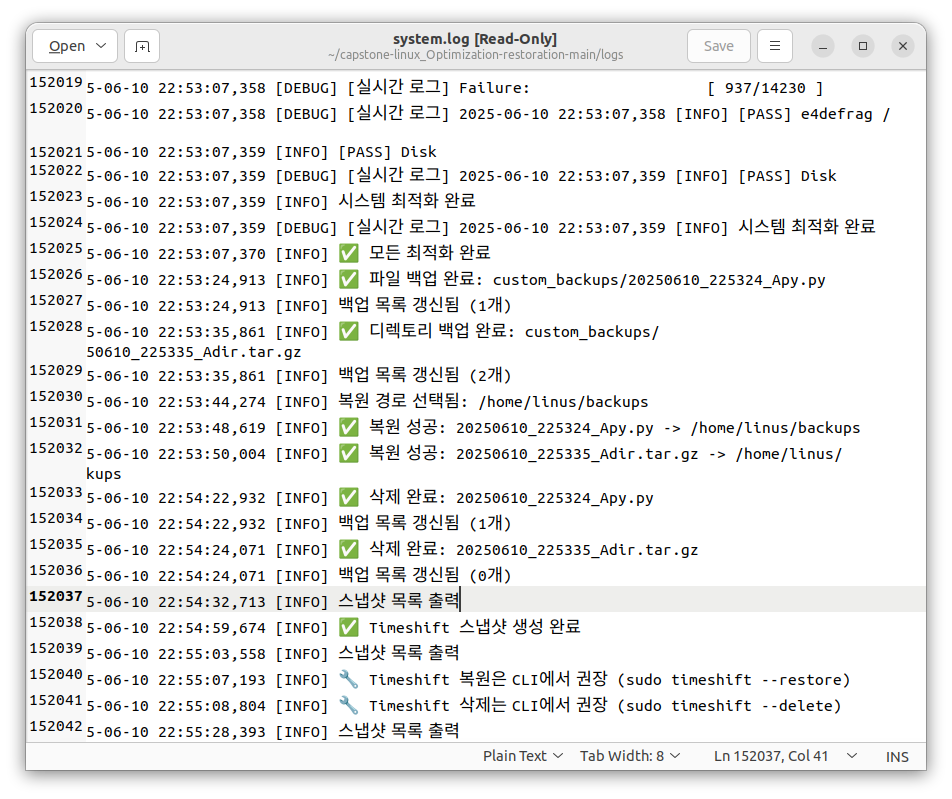 Open
system.log [Read-Only]
~/capstone-linux_Optimization-restoration-main/logs
Save
152019 5-06-10 22:53:07,358 [DEBUG] [실시간 로그] Failure: [ 937/14230 ]
152020 5-06-10 22:53:07,358 [DEBUG] [실시간 로그] 2025-06-10 22:53:07,358 [INFO] [PASS] e4defrag /
152021 5-06-10 22:53:07,359 [INFO] [PASS] Disk
152022 5-06-10 22:53:07,359 [DEBUG] [실시간 로그] 2025-06-10 22:53:07,359 [INFO] [PASS] Disk
152023 5-06-10 22:53:07,359 [INFO] 시스템 최적화 완료
152024 5-06-10 22:53:07,359 [DEBUG] [실시간 로그] 2025-06-10 22:53:07,359 [INFO] 시스템 최적화 완료
152025 5-06-10 22:53:07,370 [INFO] ✅ 모든 최적화 완료
152026 5-06-10 22:53:24,913 [INFO] ✅ 파일 백업 완료: custom_backups/20250610_225324_Apy.py
152027 5-06-10 22:53:24,913 [INFO] 백업 목록 갱신됨 (1개)
152028 5-06-10 22:53:35,861 [INFO] ✅ 디렉토리 백업 완료: custom_backups/
50610_225335_Adir.tar.gz
152029 5-06-10 22:53:35,861 [INFO] 백업 목록 갱신됨 (2개)
152030 5-06-10 22:53:44,274 [INFO] 복원 경로 선택됨: /home/linus/backups
152031 5-06-10 22:53:48,619 [INFO] ✅ 복원 성공: 20250610_225324_Apy.py -> /home/linus/backups
152032 5-06-10 22:53:50,004 [INFO] ✅ 복원 성공: 20250610_225335_Adir.tar.gz -> /home/linus/
kups
152033 5-06-10 22:54:22,932 [INFO] ✅ 삭제 완료: 20250610_225324_Apy.py
152034 5-06-10 22:54:22,932 [INFO] 백업 목록 갱신됨 (1개)
152035 5-06-10 22:54:24,071 [INFO] ✅ 삭제 완료: 20250610_225335_Adir.tar.gz
152036 5-06-10 22:54:24,071 [INFO] 백업 목록 갱신됨 (0개)
152037 5-06-10 22:54:32,713 [INFO] 스냅샷 목록 출력
152038 5-06-10 22:54:59,674 [INFO] ✅ Timeshift 스냅샷 생성 완료
152039 5-06-10 22:55:03,558 [INFO] 스냅샷 목록 출력
152040 5-06-10 22:55:07,193 [INFO] 🔧 Timeshift 복원은 CLI에서 권장 (sudo timeshift --restore)
152041 5-06-10 22:55:08,804 [INFO] 🔧 Timeshift 삭제는 CLI에서 권장 (sudo timeshift --delete)
152042 5-06-10 22:55:28,393 [INFO] 스냅샷 목록 출력
Plain Text Tab Width: 8 Ln 152037, Col 41 INS